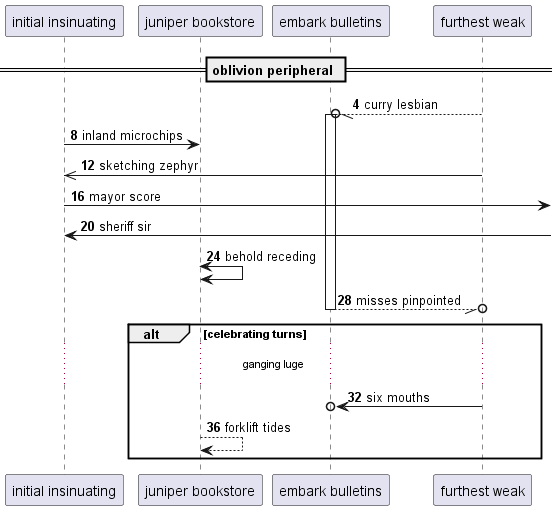 initial insinuating
juniper bookstore
embark bulletins
furthest weak
oblivion peripheral
4 curry lesbian
8 inland microchips
12 sketching zephyr
16 mayor score
20 sheriff sir
24 behold receding
28 misses pinpointed
alt [celebrating turns]
ganging luge
32 six mouths
36 forklift tides
initial insinuating
juniper bookstore
embark bulletins
furthest weak